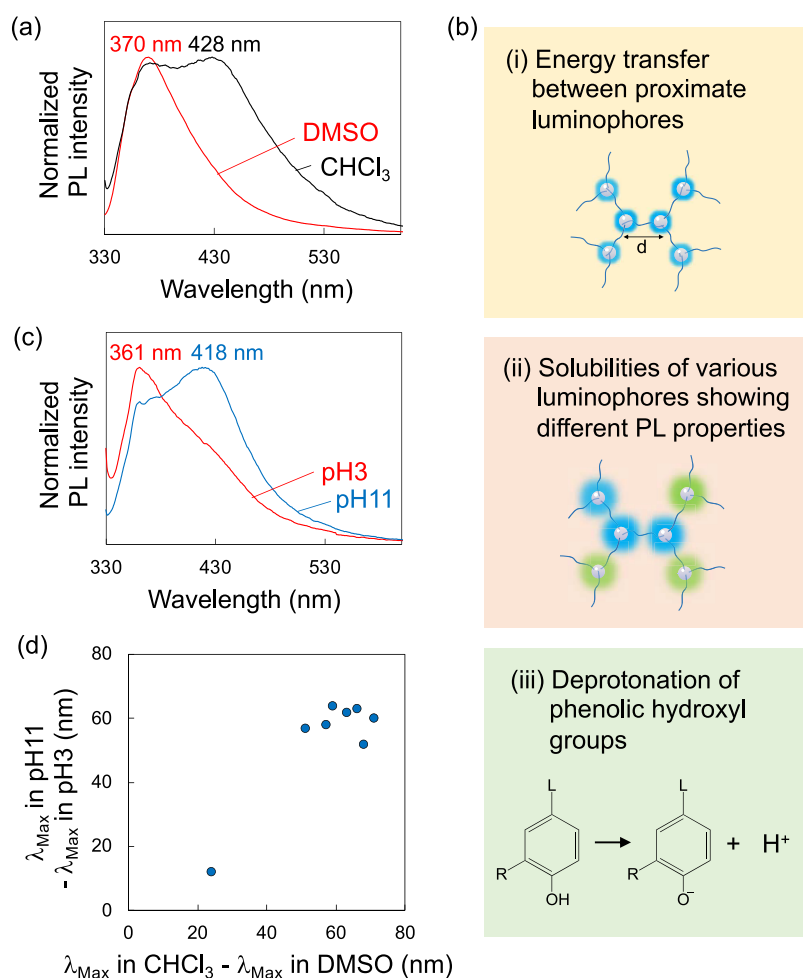 (a)
370 nm 428 nm
Normalized
PL intensity
DMSO
CHCl₃
330 430 530
Wavelength (nm)
(b)
(i) Energy transfer
between proximate
luminophores
d
(c)
361 nm 418 nm
Normalized
PL intensity
pH3
pH11
330 430 530
Wavelength (nm)
(ii) Solubilities of various
luminophores showing
different PL properties
(d)
λMax in pH11
- λMax in pH3 (nm)
80
60
40
20
0
0 20 40 60 80
λMax in CHCl₃ - λMax in DMSO (nm)
(iii) Deprotonation of
phenolic hydroxyl
groups
L L
R R + H⁺
OH O⁻